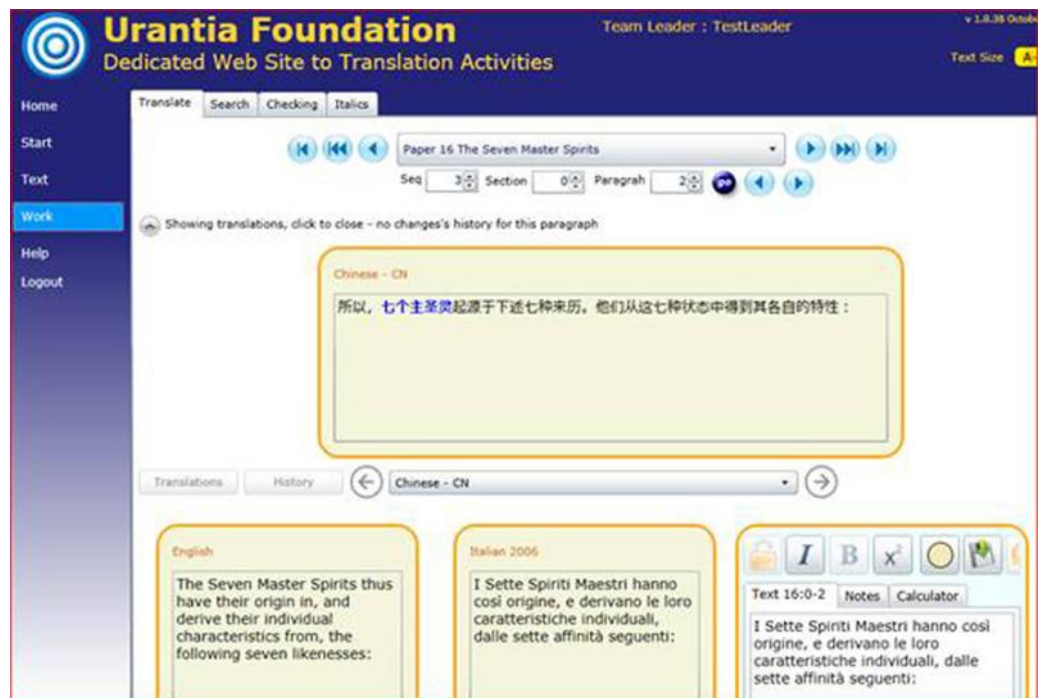 Urantia Foundation
Team Leader : TestLeader
v 1.8.38 Octob
Dedicated Web Site to Translation Activities
Text Size A
Home
Start
Text
Work
Help
Logout
Translate Search Checking Italics
Paper 16 The Seven Master Spirits
Seq 3 Section 0 Paragrah 2 go
Showing translations, click to close - no changes's history for this paragraph
Chinese - CN
所以，七个主圣灵起源于下述七种来历。他们从这七种状态中得到其各自的特性：
Translations History Chinese - CN
English
The Seven Master Spirits thus
have their origin in, and
derive their individual
characteristics from, the
following seven likenesses:
Italian 2006
I Sette Spiriti Maestri hanno
così origine, e derivano le loro
caratteristiche individuali,
dalle sette affinità seguenti:
I B x²
Text 16:0-2 Notes Calculator
I Sette Spiriti Maestri hanno così
origine, e derivano le loro
caratteristiche individuali, dalle
sette affinità seguenti: